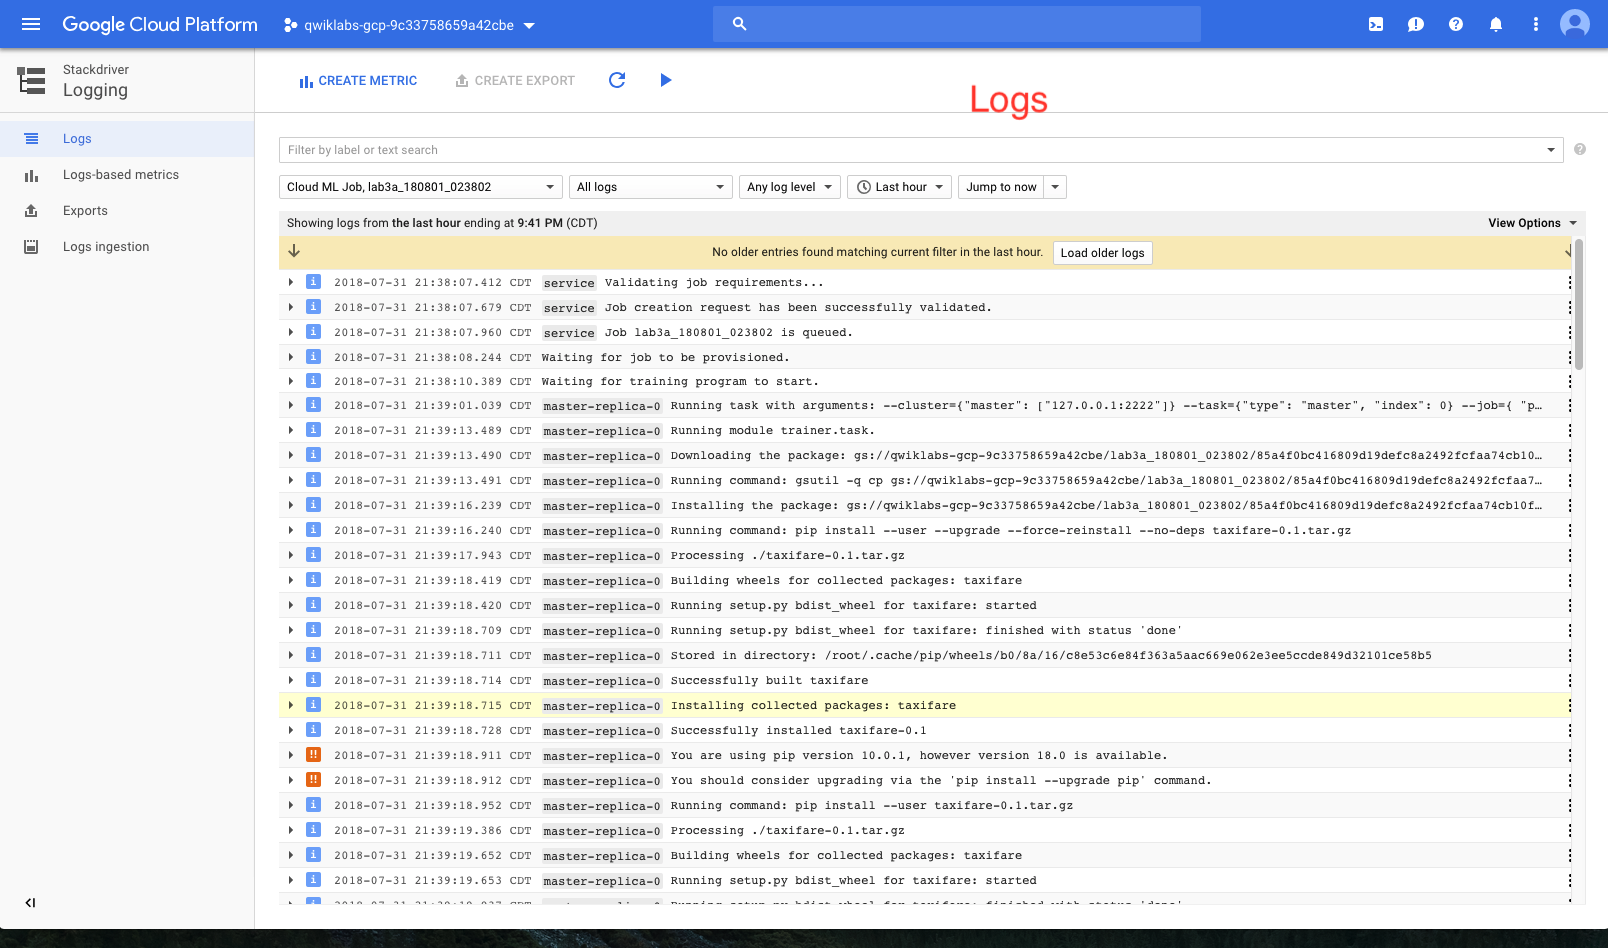 Google Cloud Platform
qwiklabs-gcp-9c33758659a42cbe
Stackdriver
Logging
CREATE METRIC
CREATE EXPORT
Logs
Logs
Logs-based metrics
Exports
Logs ingestion
Filter by label or text search
Cloud ML Job, lab3a_180801_023802
All logs
Any log level
Last hour
Jump to now
Showing logs from the last hour ending at 9:41 PM (CDT)
View Options
No older entries found matching current filter in the last hour.
Load older logs
2018-07-31 21:38:07.412 CDT service Validating job requirements...
2018-07-31 21:38:07.679 CDT service Job creation request has been successfully validated.
2018-07-31 21:38:07.960 CDT service Job lab3a_180801_023802 is queued.
2018-07-31 21:38:08.244 CDT Waiting for job to be provisioned.
2018-07-31 21:38:10.389 CDT Waiting for training program to start.
2018-07-31 21:39:01.039 CDT master-replica-0 Running task with arguments: --cluster={"master": ["127.0.0.1:2222"]} --task={"type": "master", "index": 0} --job={ "p…
2018-07-31 21:39:13.489 CDT master-replica-0 Running module trainer.task.
2018-07-31 21:39:13.490 CDT master-replica-0 Downloading the package: gs://qwiklabs-gcp-9c33758659a42cbe/lab3a_180801_023802/85a4f0bc416809d19defc8a2492fcfaa74cb10…
2018-07-31 21:39:13.491 CDT master-replica-0 Running command: gsutil -q cp gs://qwiklabs-gcp-9c33758659a42cbe/lab3a_180801_023802/85a4f0bc416809d19defc8a2492fcfaa7…
2018-07-31 21:39:16.239 CDT master-replica-0 Installing the package: gs://qwiklabs-gcp-9c33758659a42cbe/lab3a_180801_023802/85a4f0bc416809d19defc8a2492fcfaa74cb10f…
2018-07-31 21:39:16.240 CDT master-replica-0 Running command: pip install --user --upgrade --force-reinstall --no-deps taxifare-0.1.tar.gz
2018-07-31 21:39:17.943 CDT master-replica-0 Processing ./taxifare-0.1.tar.gz
2018-07-31 21:39:18.419 CDT master-replica-0 Building wheels for collected packages: taxifare
2018-07-31 21:39:18.420 CDT master-replica-0 Running setup.py bdist_wheel for taxifare: started
2018-07-31 21:39:18.709 CDT master-replica-0 Running setup.py bdist_wheel for taxifare: finished with status 'done'
2018-07-31 21:39:18.711 CDT master-replica-0 Stored in directory: /root/.cache/pip/wheels/b0/8a/16/c8e53c6e84f363a5aac669e062e3ee5ccde849d32101ce58b5
2018-07-31 21:39:18.714 CDT master-replica-0 Successfully built taxifare
2018-07-31 21:39:18.715 CDT master-replica-0 Installing collected packages: taxifare
2018-07-31 21:39:18.728 CDT master-replica-0 Successfully installed taxifare-0.1
2018-07-31 21:39:18.911 CDT master-replica-0 You are using pip version 10.0.1, however version 18.0 is available.
2018-07-31 21:39:18.912 CDT master-replica-0 You should consider upgrading via the 'pip install --upgrade pip' command.
2018-07-31 21:39:18.952 CDT master-replica-0 Running command: pip install --user taxifare-0.1.tar.gz
2018-07-31 21:39:19.386 CDT master-replica-0 Processing ./taxifare-0.1.tar.gz
2018-07-31 21:39:19.652 CDT master-replica-0 Building wheels for collected packages: taxifare
2018-07-31 21:39:19.653 CDT master-replica-0 Running setup.py bdist_wheel for taxifare: started